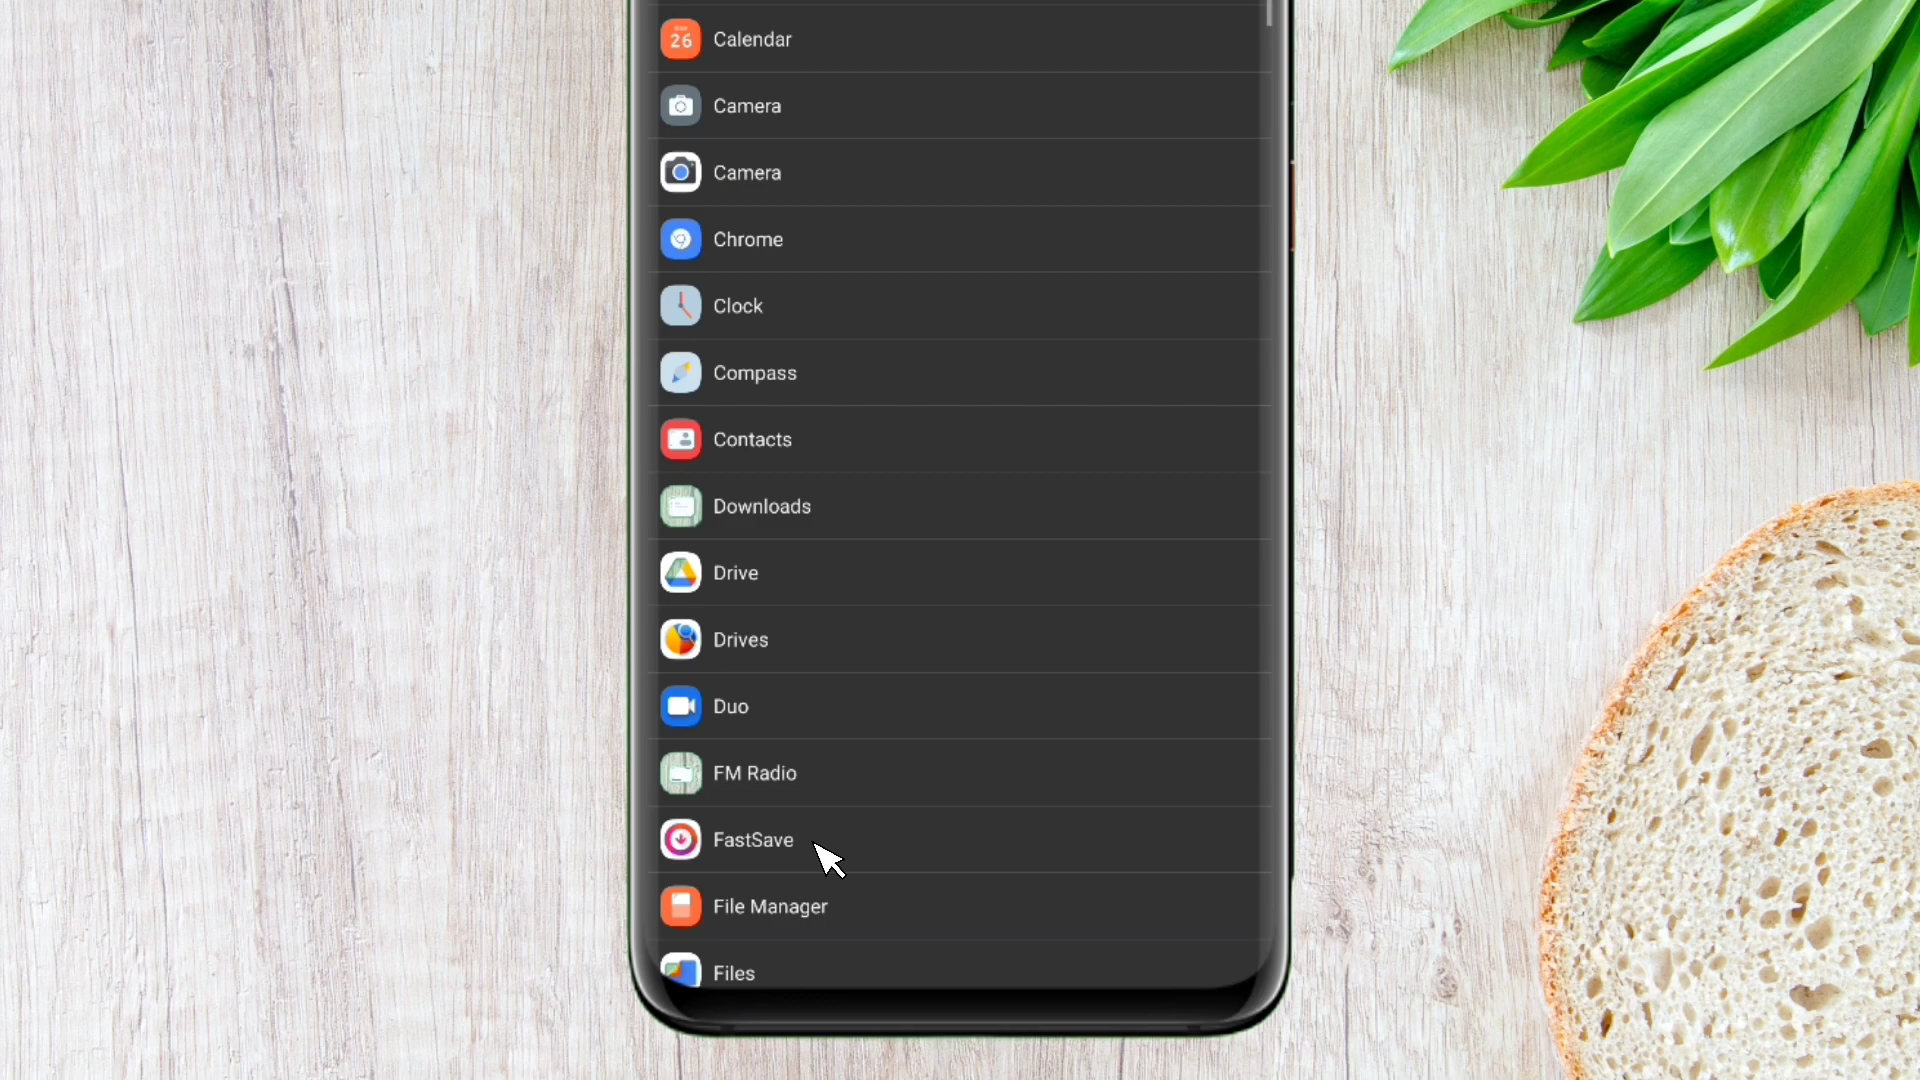 26
Calendar
Camera
Camera
Chrome
Clock
Compass
Contacts
Downloads
Drive
Drives
Duo
FM Radio
FastSave
File Manager
Files